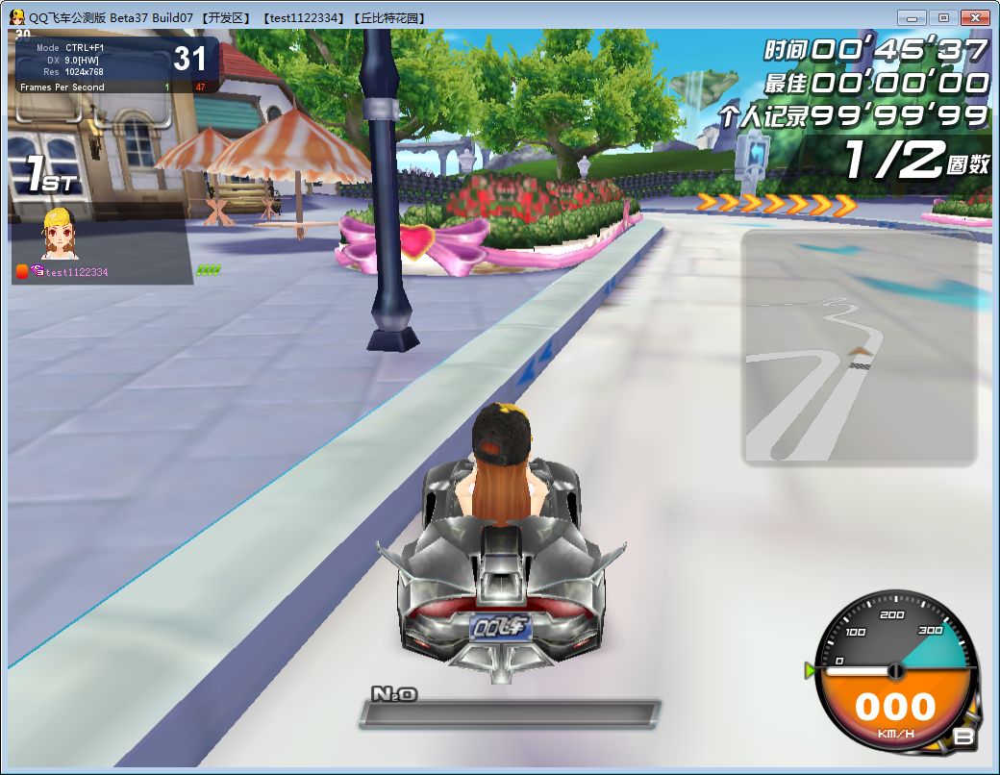 QQ飞车公测版 Beta37 Build07 【开发区】 【test1122334】【丘比特花园】
30
Mode CTRL+F1
DX 9.0[HW]
Res 1024x768
31
Frames Per Second 1 47
时间00'45'37
最佳00'00'00
个人记录99'99'99
1/2圈数
1ST
test1122334
QQ飞车
N2O
0
100
200
300
000
KM/H
B